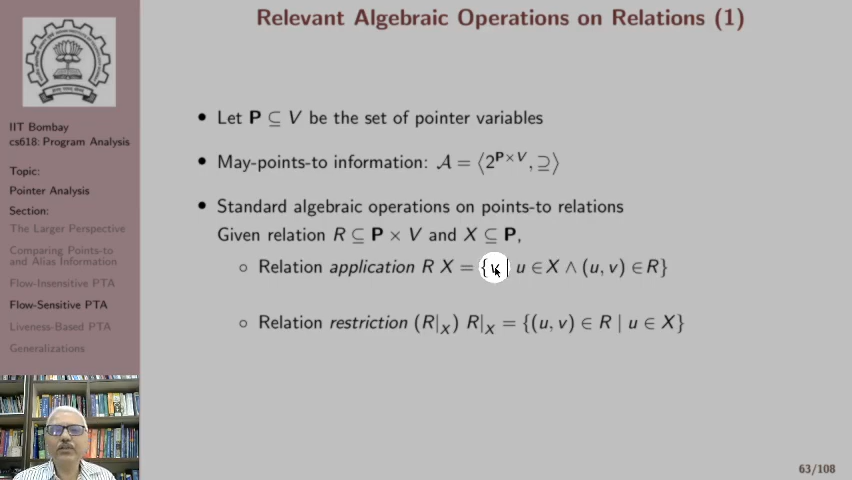 Relevant Algebraic Operations on Relations (1)
IIT Bombay
cs618: Program Analysis
Topic:
Pointer Analysis
Section:
The Larger Perspective
Comparing Points-to
and Alias Information
Flow-Insensitive PTA
Flow-Sensitive PTA
Liveness-Based PTA
Generalizations
• Let P ⊆ V be the set of pointer variables
• May-points-to information: 𝒜 = ⟨2^{P×V}, ⊇⟩
• Standard algebraic operations on points-to relations
Given relation R ⊆ P × V and X ⊆ P,
○ Relation application R X = {v | u ∈ X ∧ (u, v) ∈ R}
○ Relation restriction (R|_X) R|_X = {(u, v) ∈ R | u ∈ X}
63/108